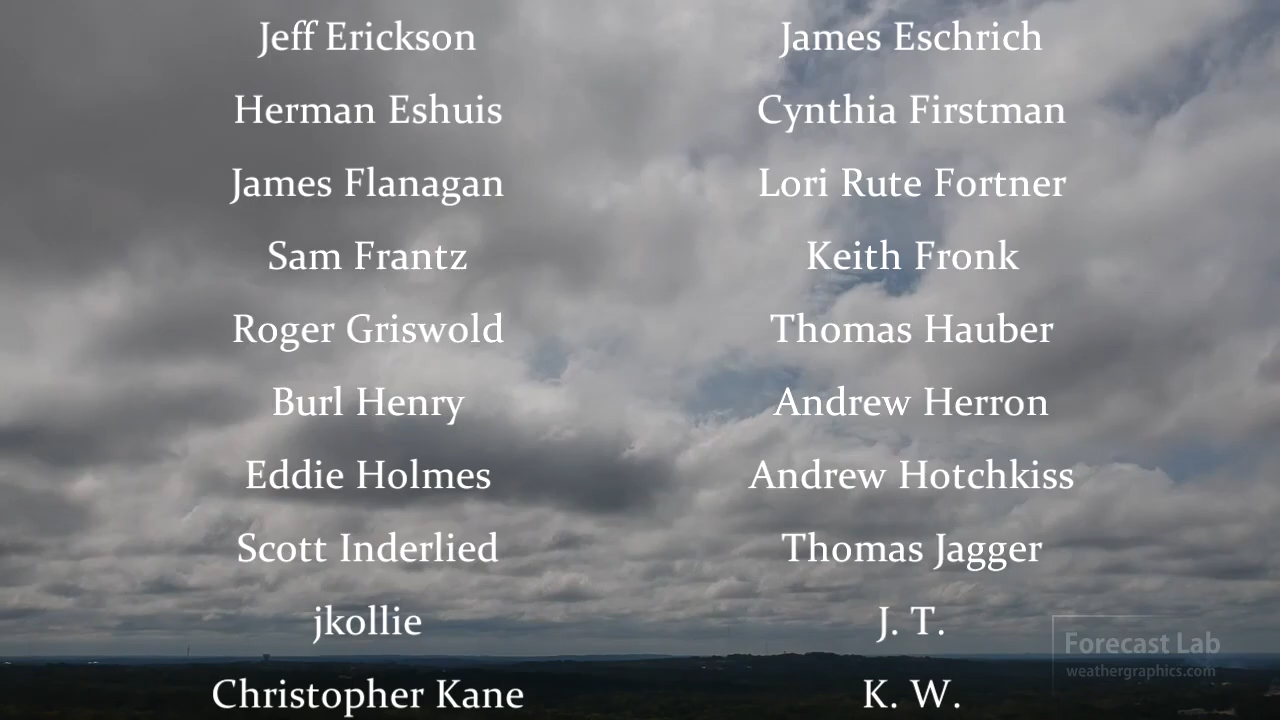 Jeff Erickson
James Eschrich
Herman Eshuis
Cynthia Firstman
James Flanagan
Lori Rute Fortner
Sam Frantz
Keith Fronk
Roger Griswold
Thomas Hauber
Burl Henry
Andrew Herron
Eddie Holmes
Andrew Hotchkiss
Scott Inderlied
Thomas Jagger
jkollie
J. T.
Forecast Lab
weathergraphics.com
Christopher Kane
K. W.